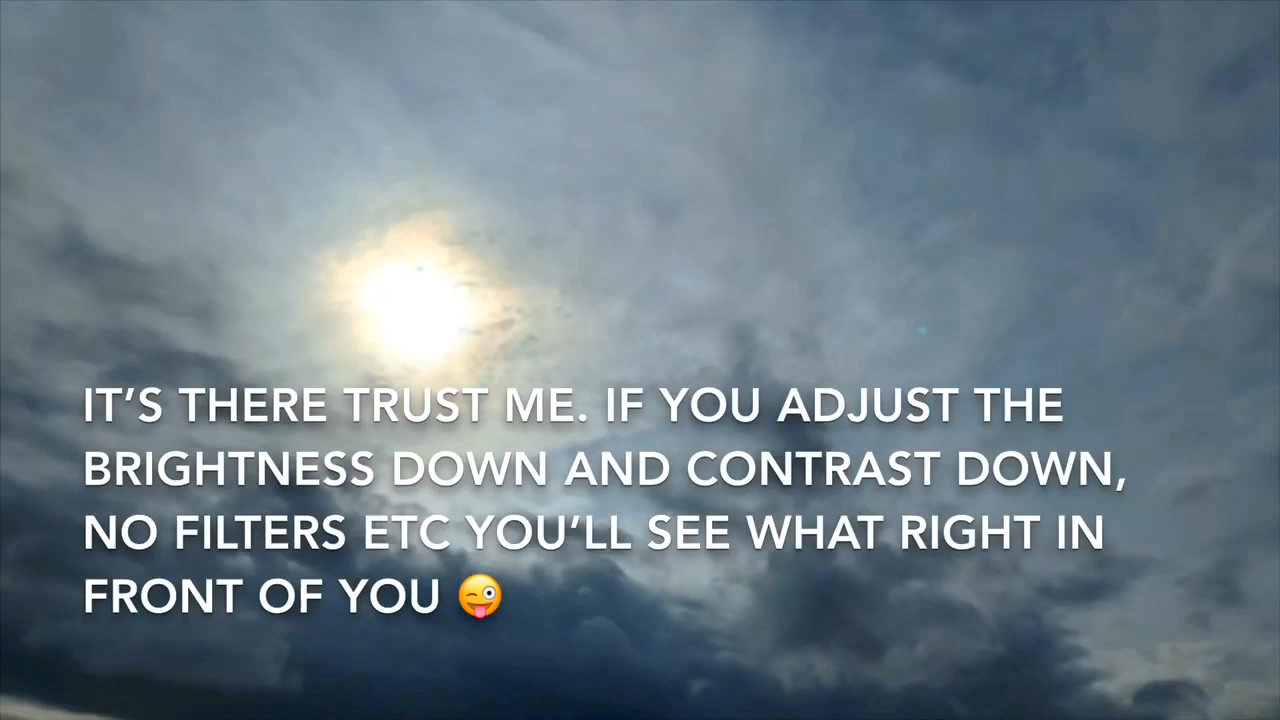 IT’S THERE TRUST ME. IF YOU ADJUST THE
BRIGHTNESS DOWN AND CONTRAST DOWN,
NO FILTERS ETC YOU’LL SEE WHAT RIGHT IN
FRONT OF YOU 😜